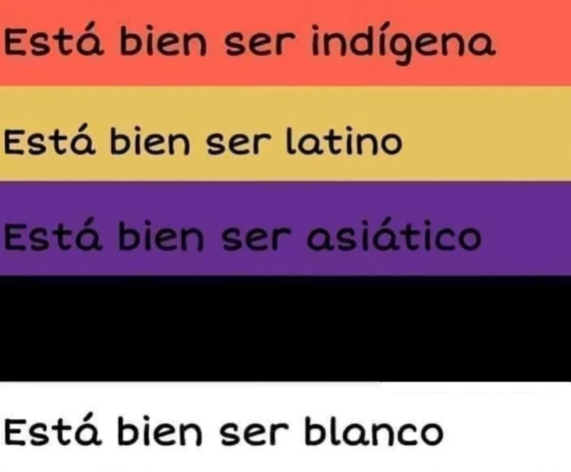 Está bien ser indígena
Está bien ser latino
Está bien ser asiático
Está bien ser blanco